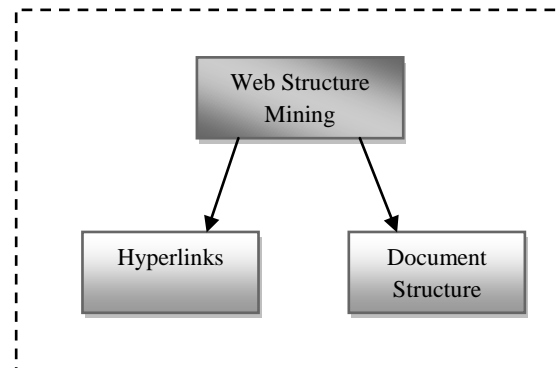 Web Structure
Mining
Hyperlinks
Document
Structure